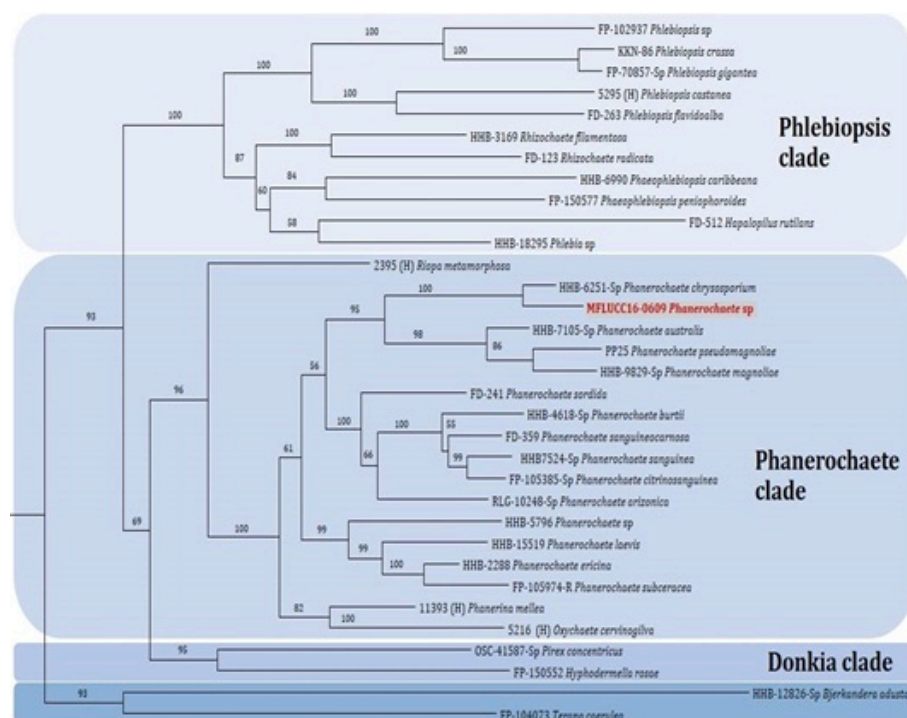 FP-102937 Phlebiopsis sp
100
100
KKN-86 Phlebiopsis crassa
FP-70857-Sp Phlebiopsis gigantea
100
5295 (H) Phlebiopsis castanea
100
FD-263 Phlebiopsis flavidoalba
100
Phlebiopsis
clade
HHB-3169 Rhizochaete filamentosa
100
FD-123 Rhizochaete radicata
87
HHB-6990 Phaeophlebiopsis caribbeana
84
60
FP-150577 Phaeophlebiopsis peniophoroides
FD-512 Hapalopilus rutilans
58
HHB-18295 Phlebia sp
2395 (H) Riopa metamorphosa
HHB-6251-Sp Phanerochaete chrysosporium
100
95
MFLUCC16-0609 Phanerochaete sp
93
HHB-7105-Sp Phanerochaete australis
98
PP25 Phanerochaete pseudomagnoliae
86
HHB-9829-Sp Phanerochaete magnoliae
56
96
FD-241 Phanerochaete sordida
HHB-4618-Sp Phanerochaete burtii
100
100
55
FD-359 Phanerochaete sanguineocarnosa
61
66
HHB7524-Sp Phanerochaete sanguinea
99
FP-105385-Sp Phanerochaete citrinosanguinea
Phanerochaete
clade
RLG-10248-Sp Phanerochaete arizonica
69
100
99
HHB-5796 Phanerochaete sp
99
HHB-15519 Phanerochaete laevis
100
HHB-2288 Phanerochaete ericina
FP-105974-R Phanerochaete subceracea
82
11393 (H) Phanerina mellea
100
5216 (H) Oxychaete cervinogilva
95
OSC-41587-Sp Pirex concentricus
Donkia clade
FP-150552 Hyphodermella rosae
93
HHB-12826-Sp Bjerkandera adusta
FP-104073 Terana caerulea